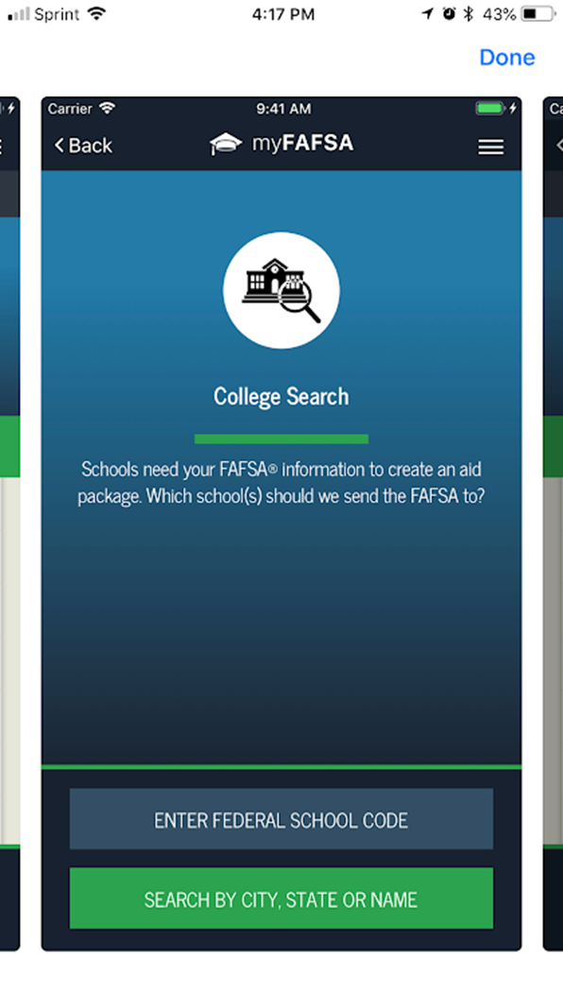 Sprint 4:17 PM 43%
Done
Carrier 9:41 AM
Back myFAFSA
College Search
Schools need your FAFSA® information to create an aid
package. Which school(s) should we send the FAFSA to?
ENTER FEDERAL SCHOOL CODE
SEARCH BY CITY, STATE OR NAME